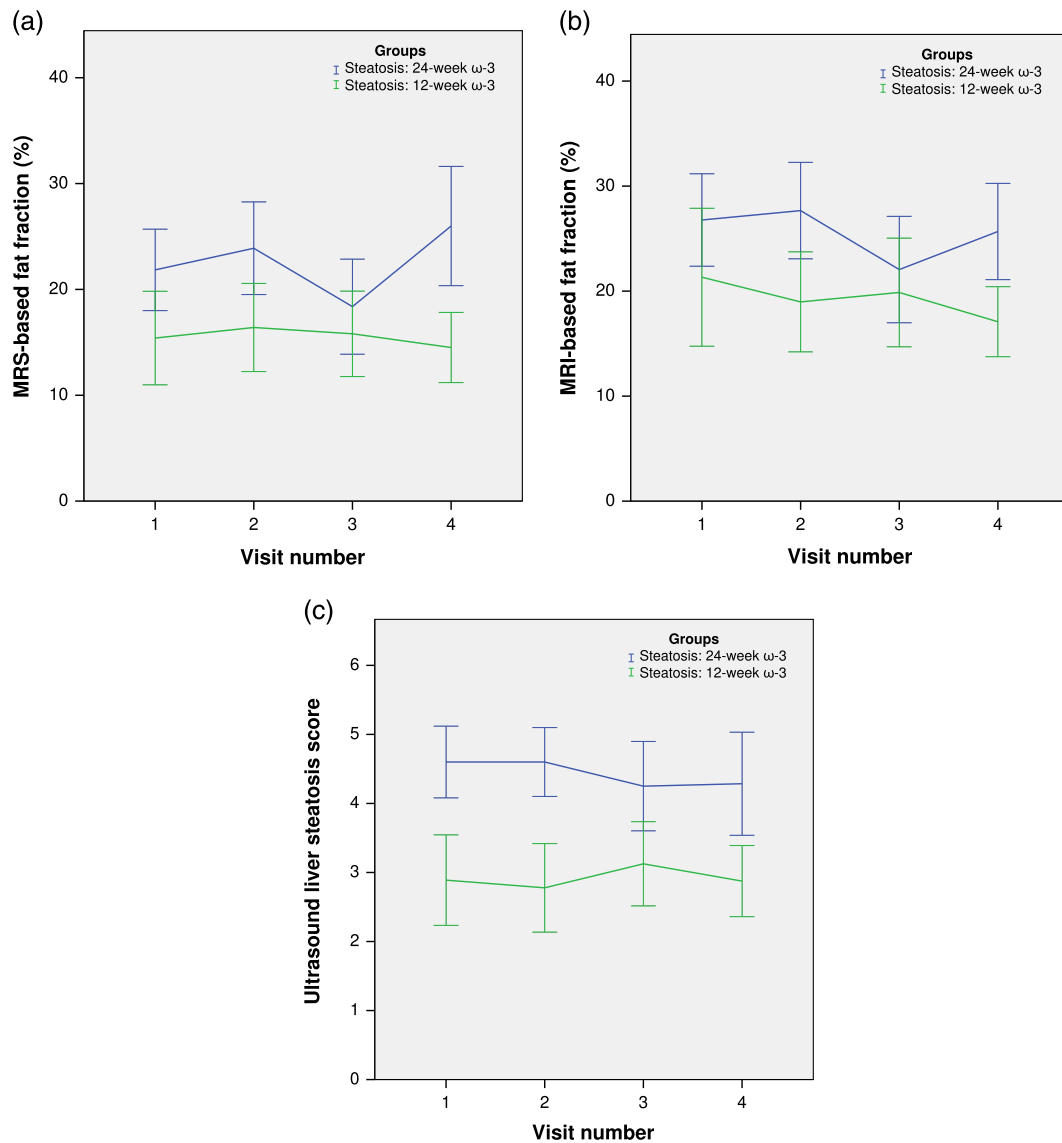 (a)
Groups
Steatosis: 24-week ω-3
Steatosis: 12-week ω-3
MRS-based fat fraction (%)
40
30
20
10
0
1 2 3 4
Visit number
(b)
Groups
Steatosis: 24-week ω-3
Steatosis: 12-week ω-3
MRI-based fat fraction (%)
40
30
20
10
0
1 2 3 4
Visit number
(c)
Groups
Steatosis: 24-week ω-3
Steatosis: 12-week ω-3
Ultrasound liver steatosis score
6
5
4
3
2
1
0
1 2 3 4
Visit number